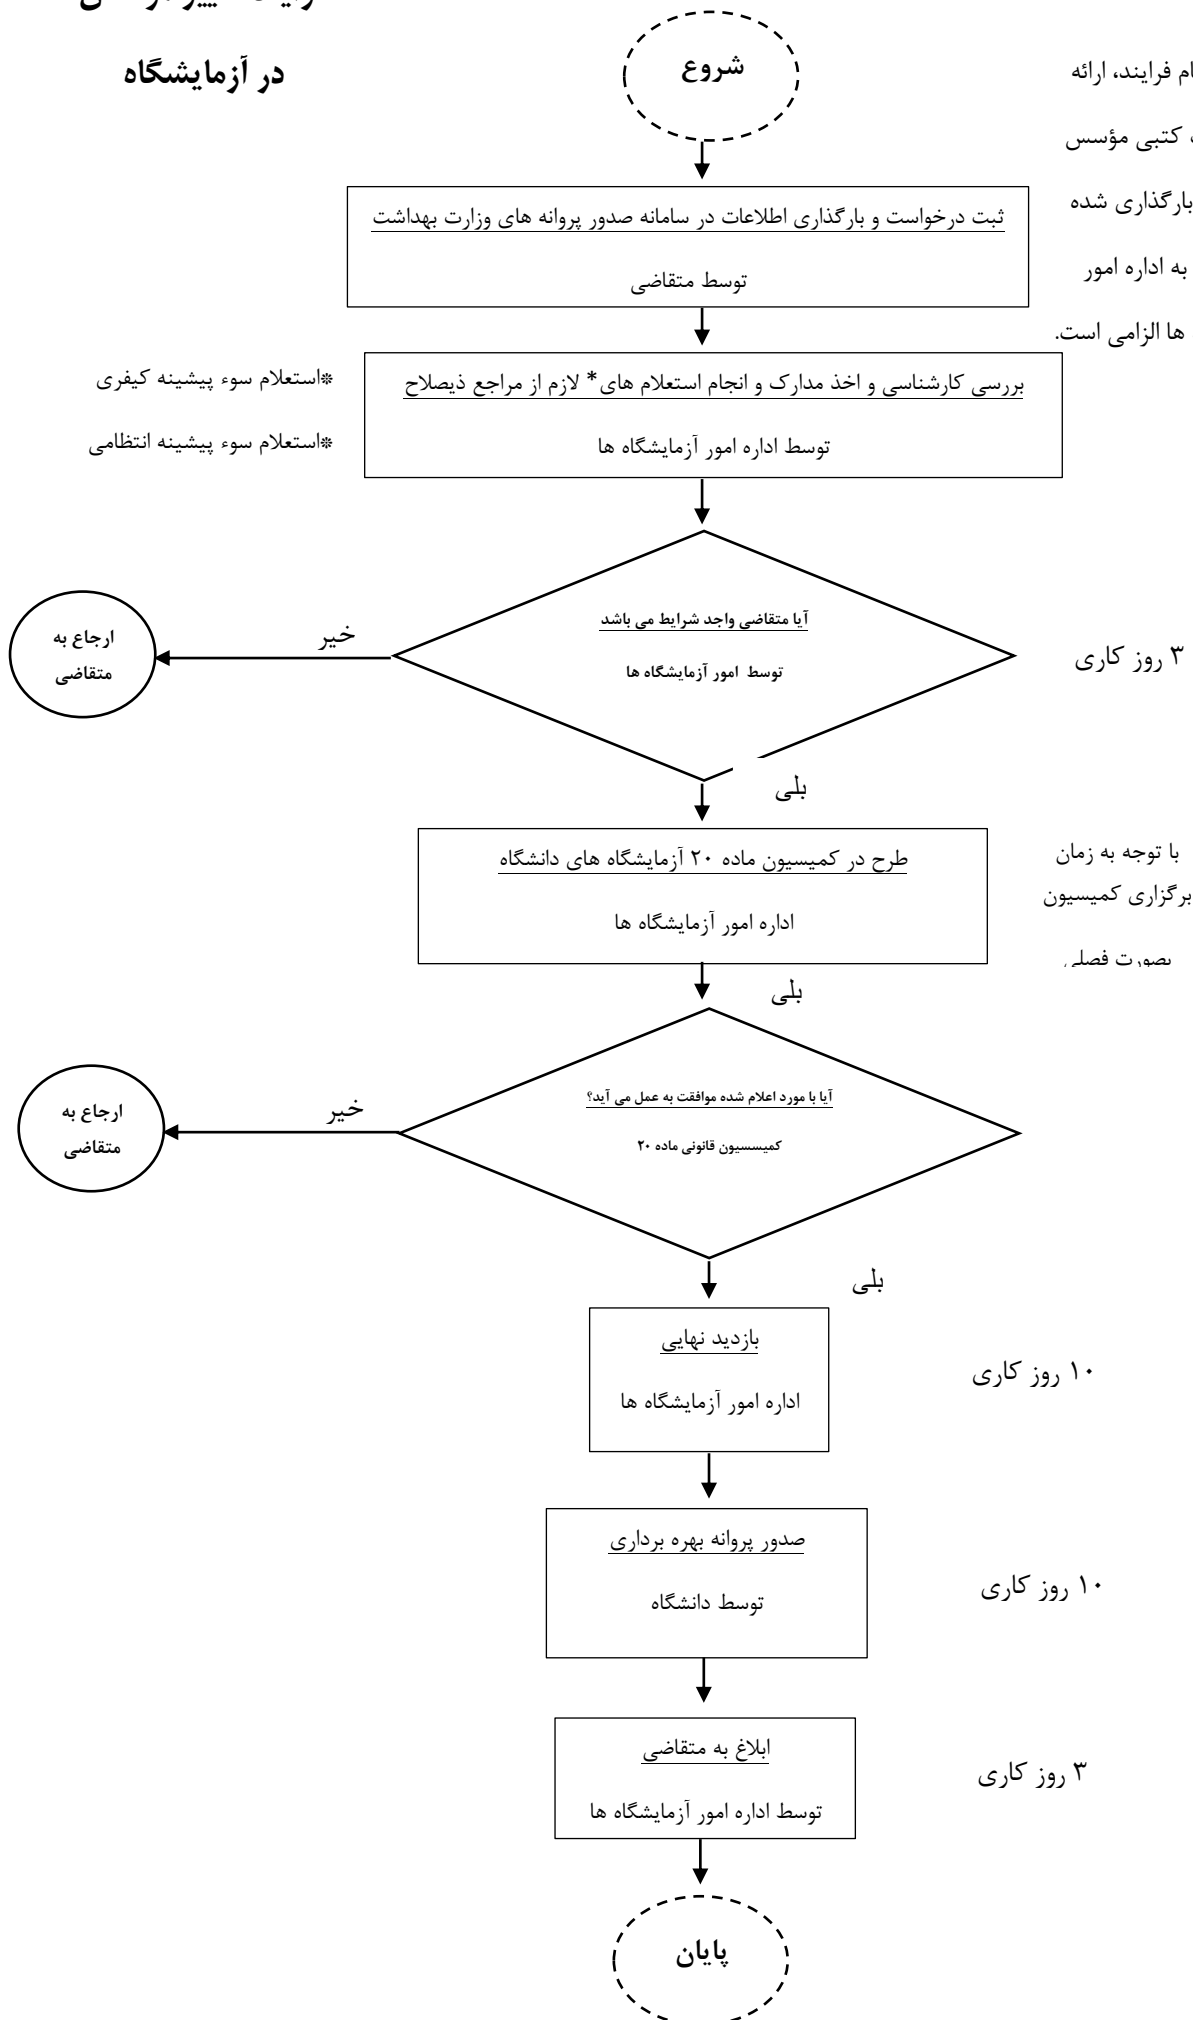 در آزمایشگاه
شروع
فرایند، ارائه
کتبی مؤسس
بارگذاری شده
به اداره امور
ها الزامی است.
ثبت درخواست و بارگذاری اطلاعات در سامانه صدور پروانه های وزارت بهداشت
توسط متقاضی
بررسی کارشناسی و اخذ مدارک و انجام استعلام های* لازم از مراجع ذیصلاح
توسط اداره امور آزمایشگاه ها
*استعلام سوء پیشینه کیفری
*استعلام سوء پیشینه انتظامی
آیا متقاضی واجد شرایط می باشد
توسط امور آزمایشگاه ها
۳ روز کاری
خیر
ارجاع به
متقاضی
بلی
طرح در کمیسیون ماده ۲۰ آزمایشگاه های دانشگاه
اداره امور آزمایشگاه ها
با توجه به زمان
برگزاری کمیسیون
بصورت فصلی
بلی
آیا با مورد اعلام شده موافقت به عمل می آید؟
کمیسسیون قانونی ماده ۲۰
خیر
ارجاع به
متقاضی
بلی
بازدید نهایی
اداره امور آزمایشگاه ها
۱۰ روز کاری
صدور پروانه بهره برداری
توسط دانشگاه
۱۰ روز کاری
ابلاغ به متقاضی
توسط اداره امور آزمایشگاه ها
۳ روز کاری
پایان